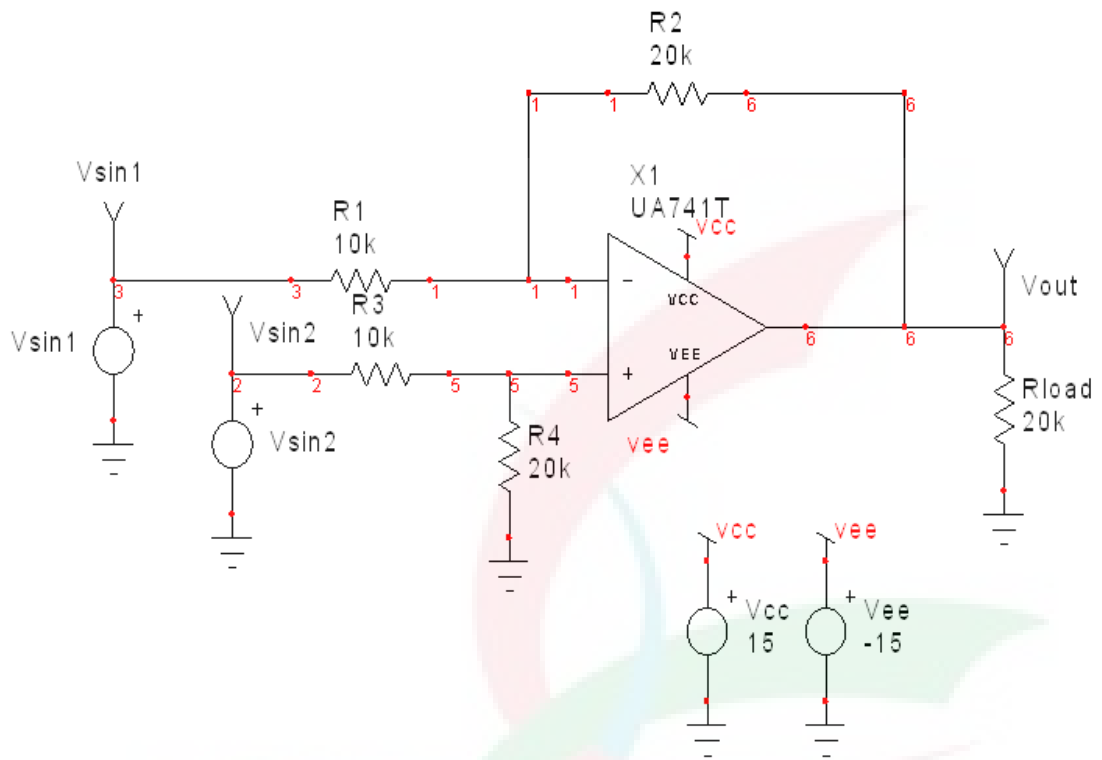 R2
20k
1
1
6
6
Vsin1
X1
UA741T
R1
10k
vcc
3
3
1
1
1
−
VCC
Vout
R3
10k
Vsin1
+
Vsin2
6
6
6
VEE
2
2
5
5
5
+
Rload
20k
+
Vsin2
R4
20k
vee
vcc
vee
+
Vcc
15
+
Vee
-15